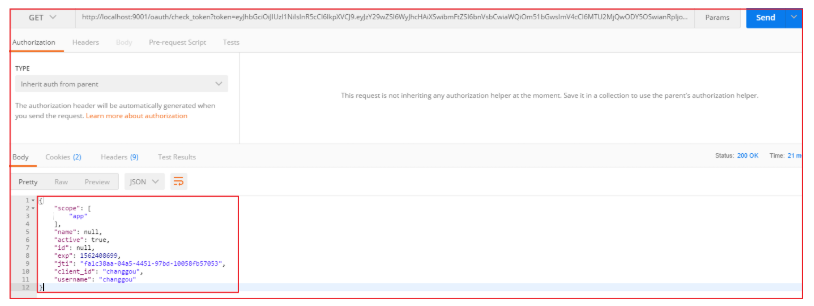 GET http://localhost:9001/oauth/check_token?token= Params Send
Authorization Headers Body Pre-request Script Tests
TYPE
Inherit auth from parent
This request is not inheriting any authorization helper at the moment. Save it in a collection to use the parent's authorization helper.
The authorization header will be automatically generated when
you send the request. Learn more about authorization
Body Cookies (2) Headers (9) Test Results Status: 200 OK Time: 21 m
Pretty Raw Preview JSON
1 {
2 "scope": [
3 "app"
4 ],
5 "name": null,
6 "active": true,
7 "id": null,
8 "exp": 1562408699,
9 "jti": "fa1c38aa-04a5-4451-97bd-10058fb57053",
10 "client_id": "changgou",
11 "username": "changgou"
12 }